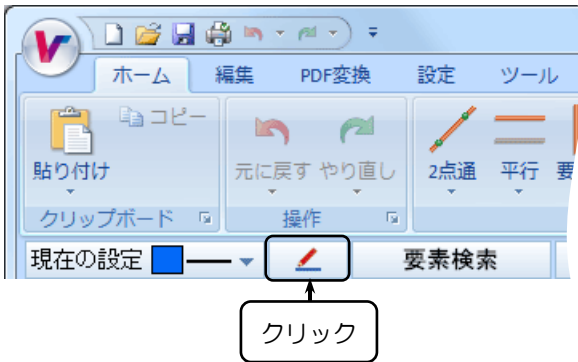 ホーム 編集 PDF変換 設定 ツール
コピー
貼り付け 元に戻す やり直し 2点通 平行 要
クリップボード 操作
現在の設定 要素検索
クリック